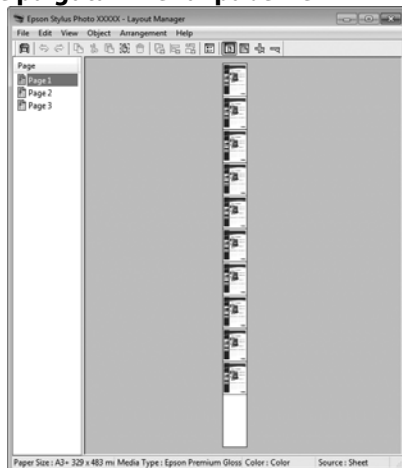 Epson Stylus Photo XXXXX - Layout Manager
File Edit View Object Arrangement Help
Page
Page 1
Page 2
Page 3
Paper Size : A3+ 329 x 483 mi Media Type : Epson Premium Gloss Color : Color Source : Sheet